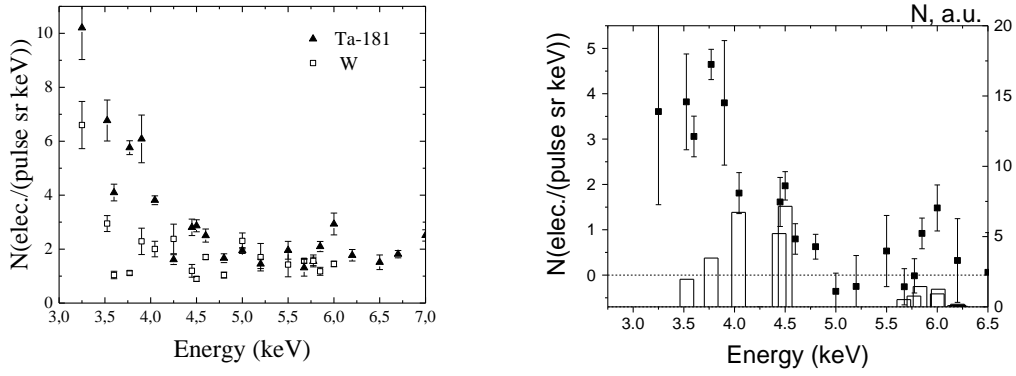 10
8
6
4
2
0
3,0 3,5 4,0 4,5 5,0 5,5 6,0 6,5 7,0
Energy (keV)
N(elec./(pulse sr keV))
Ta-181
W
N, a.u.
5
4
3
2
1
0
20
15
10
5
0
3.0 3.5 4.0 4.5 5.0 5.5 6.0 6.5
Energy (keV)
N(elec./(pulse sr keV))